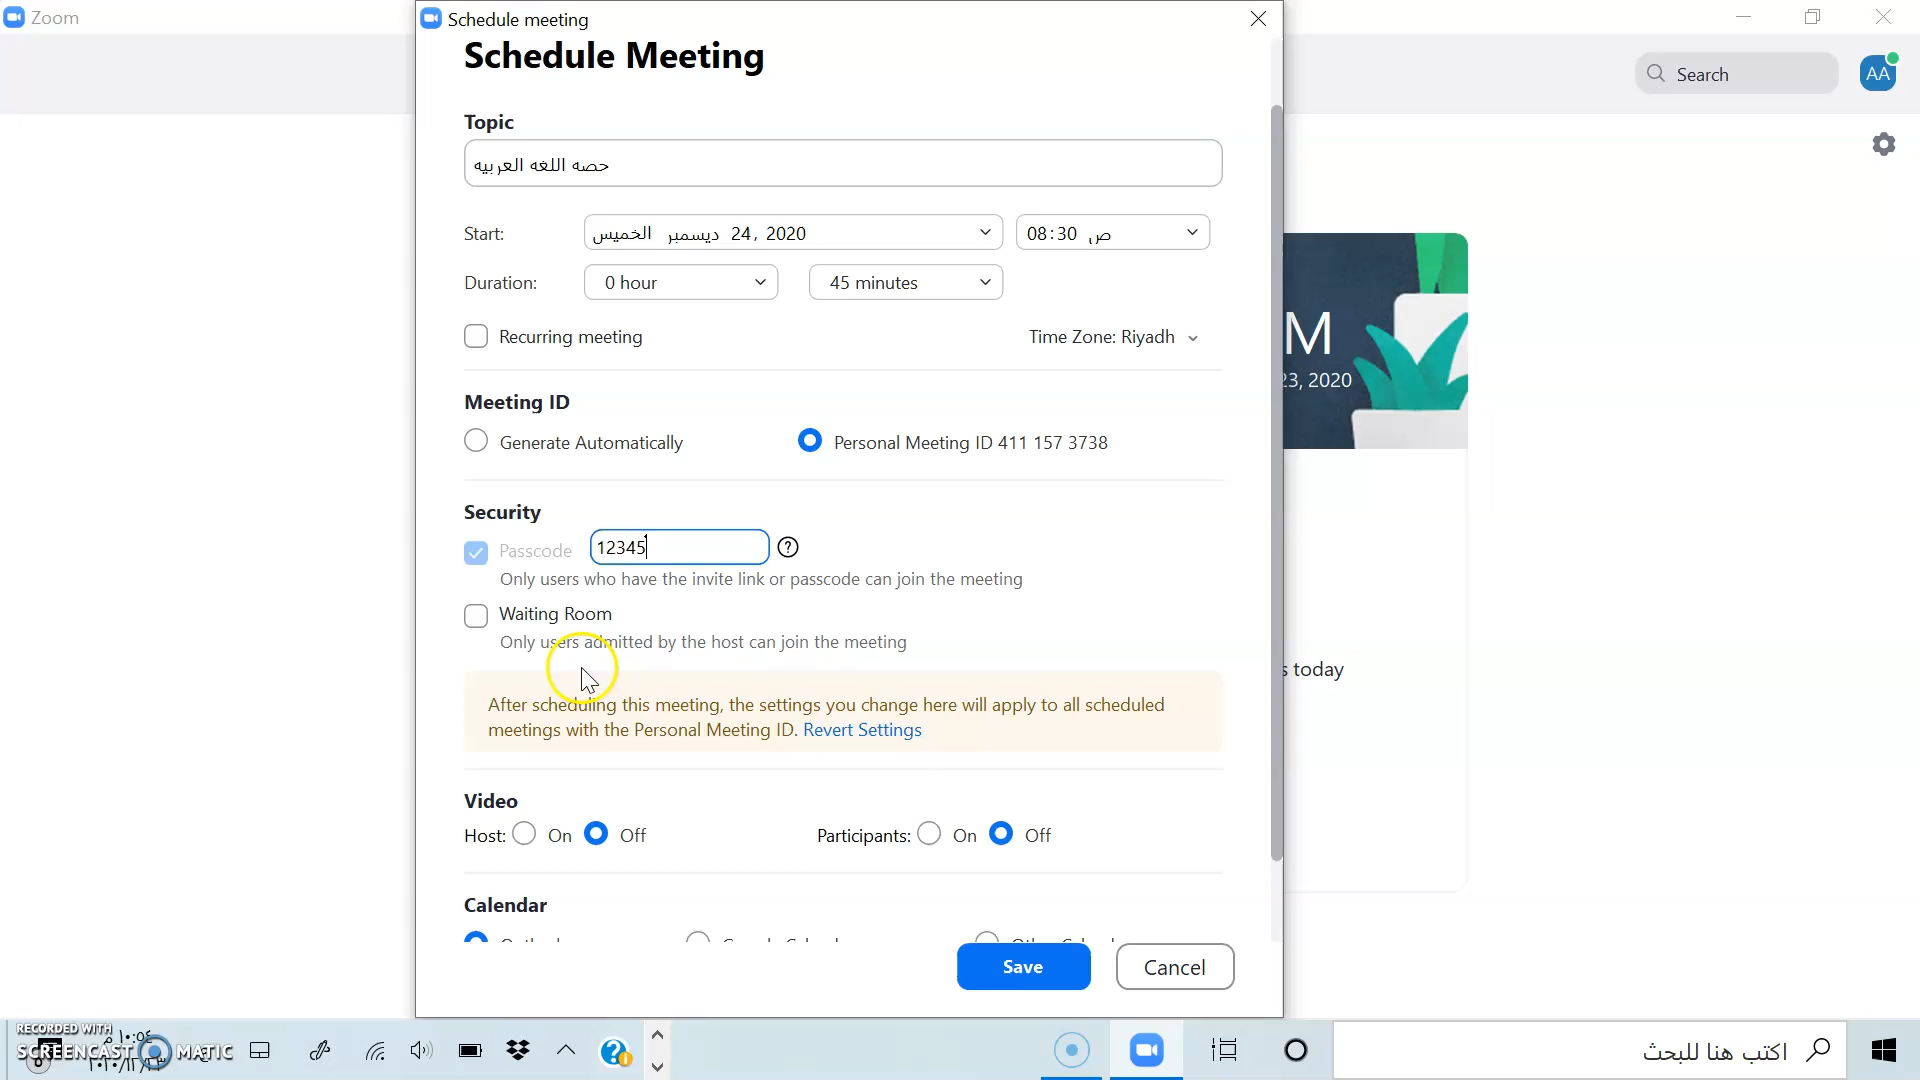 Zoom
Schedule meeting
Schedule Meeting
Search
AA
Topic
حصه اللغه العربيه
Start:
الخميس ديسمبر 24, 2020
08:30 ص
Duration:
0 hour
45 minutes
Recurring meeting
Time Zone: Riyadh
M
23, 2020
Meeting ID
Generate Automatically
Personal Meeting ID 411 157 3738
Security
Passcode
12345
Only users who have the invite link or passcode can join the meeting
Waiting Room
Only users admitted by the host can join the meeting
s today
After scheduling this meeting, the settings you change here will apply to all scheduled
meetings with the Personal Meeting ID. Revert Settings
Video
Host: On Off
Participants: On Off
Calendar
Save
Cancel
RECORDED WITH
SCREENCAST MATIC
١٠:٥٤ م
اكتب هنا للبحث